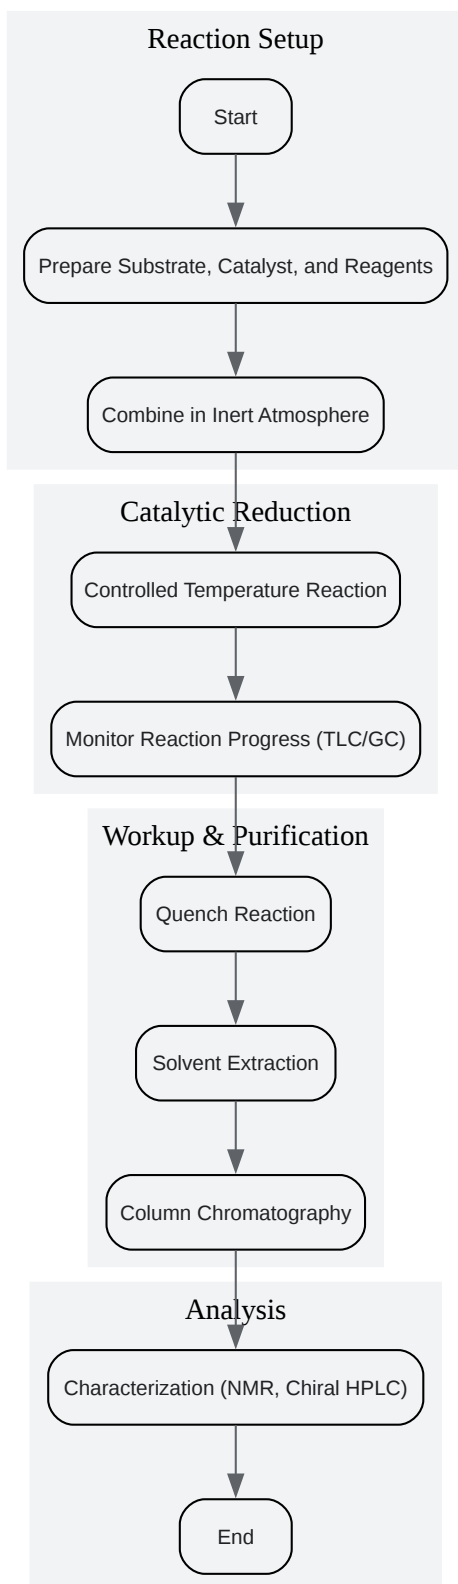 Reaction Setup
Start
Prepare Substrate, Catalyst, and Reagents
Combine in Inert Atmosphere
Catalytic Reduction
Controlled Temperature Reaction
Monitor Reaction Progress (TLC/GC)
Workup & Purification
Quench Reaction
Solvent Extraction
Column Chromatography
Analysis
Characterization (NMR, Chiral HPLC)
End